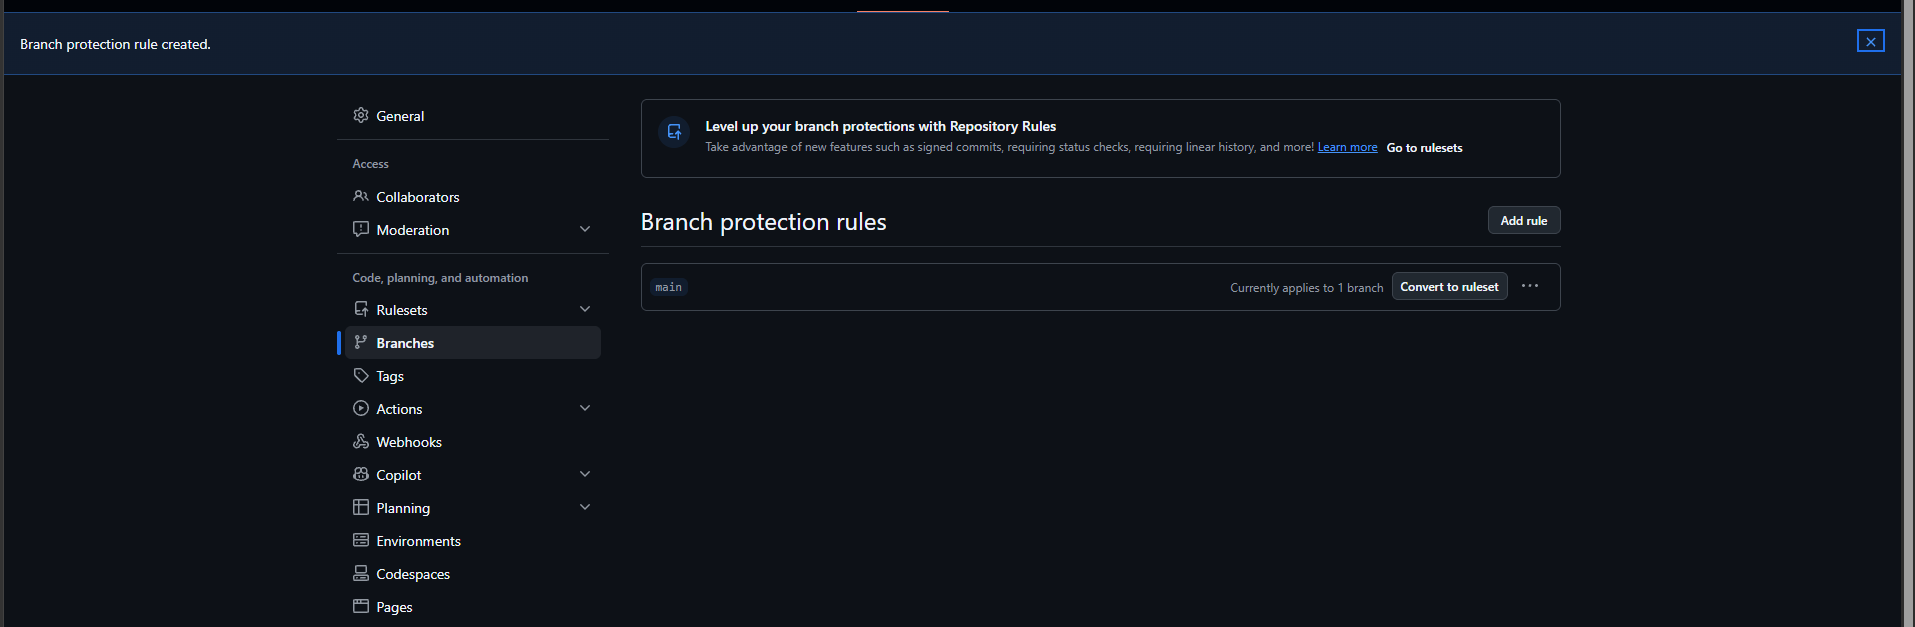 Branch protection rule created.
General
Access
Collaborators
Moderation
Code, planning, and automation
Rulesets
Branches
Tags
Actions
Webhooks
Copilot
Planning
Environments
Codespaces
Pages
Level up your branch protections with Repository Rules
Take advantage of new features such as signed commits, requiring status checks, requiring linear history, and more! Learn more Go to rulesets
Branch protection rules
Add rule
main Currently applies to 1 branch Convert to ruleset